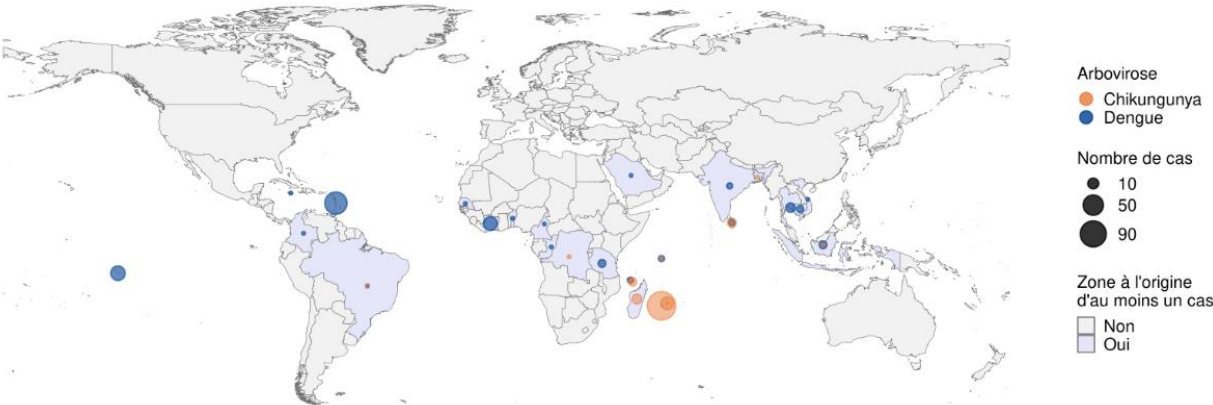 Arbovirose
Chikungunya
Dengue
Nombre de cas
10
50
90
Zone à l'origine
d'au moins un cas
Non
Oui